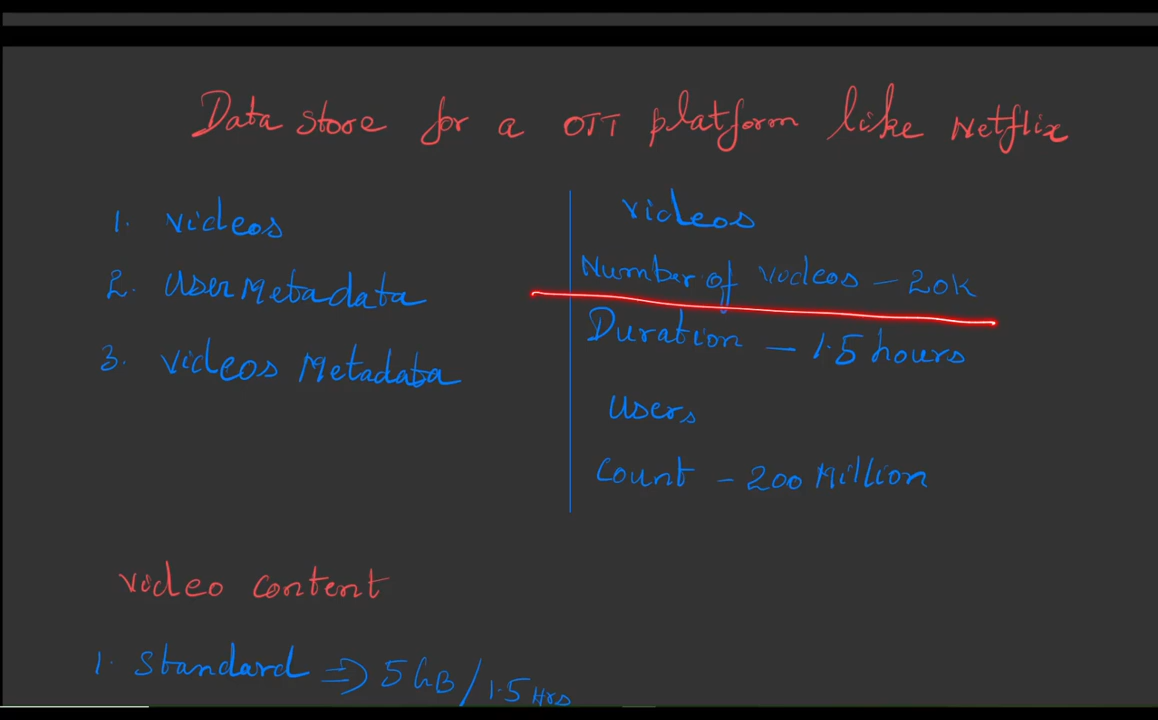 Data store for a OTT platform like Netflix
1. videos
2. User Metadata
3. videos Metadata
videos
Number of videos - 20K
Duration - 1.5 hours
Users
Count - 200 Million
video content
1. Standard => 5 GB/1.5 Hrs